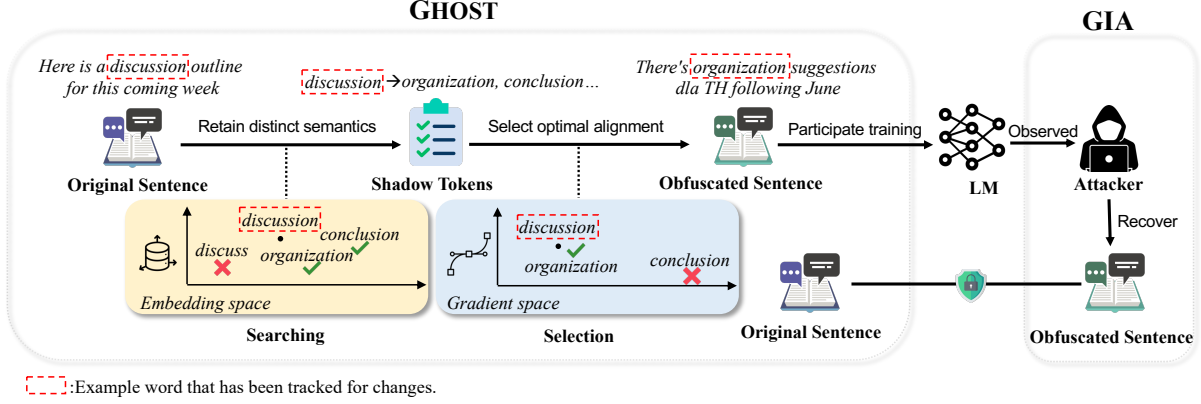 GHOST
GIA
Here is a discussion outline
for this coming week
discussion → organization, conclusion...
There's organization suggestions
dla TH following June
Retain distinct semantics
Select optimal alignment
Participate training
Observed
Original Sentence
Shadow Tokens
Obfuscated Sentence
LM
Attacker
Recover
discussion
conclusion
discuss
organization
Embedding space
Searching
discussion
organization
conclusion
Gradient space
Selection
Original Sentence
Obfuscated Sentence
:Example word that has been tracked for changes.